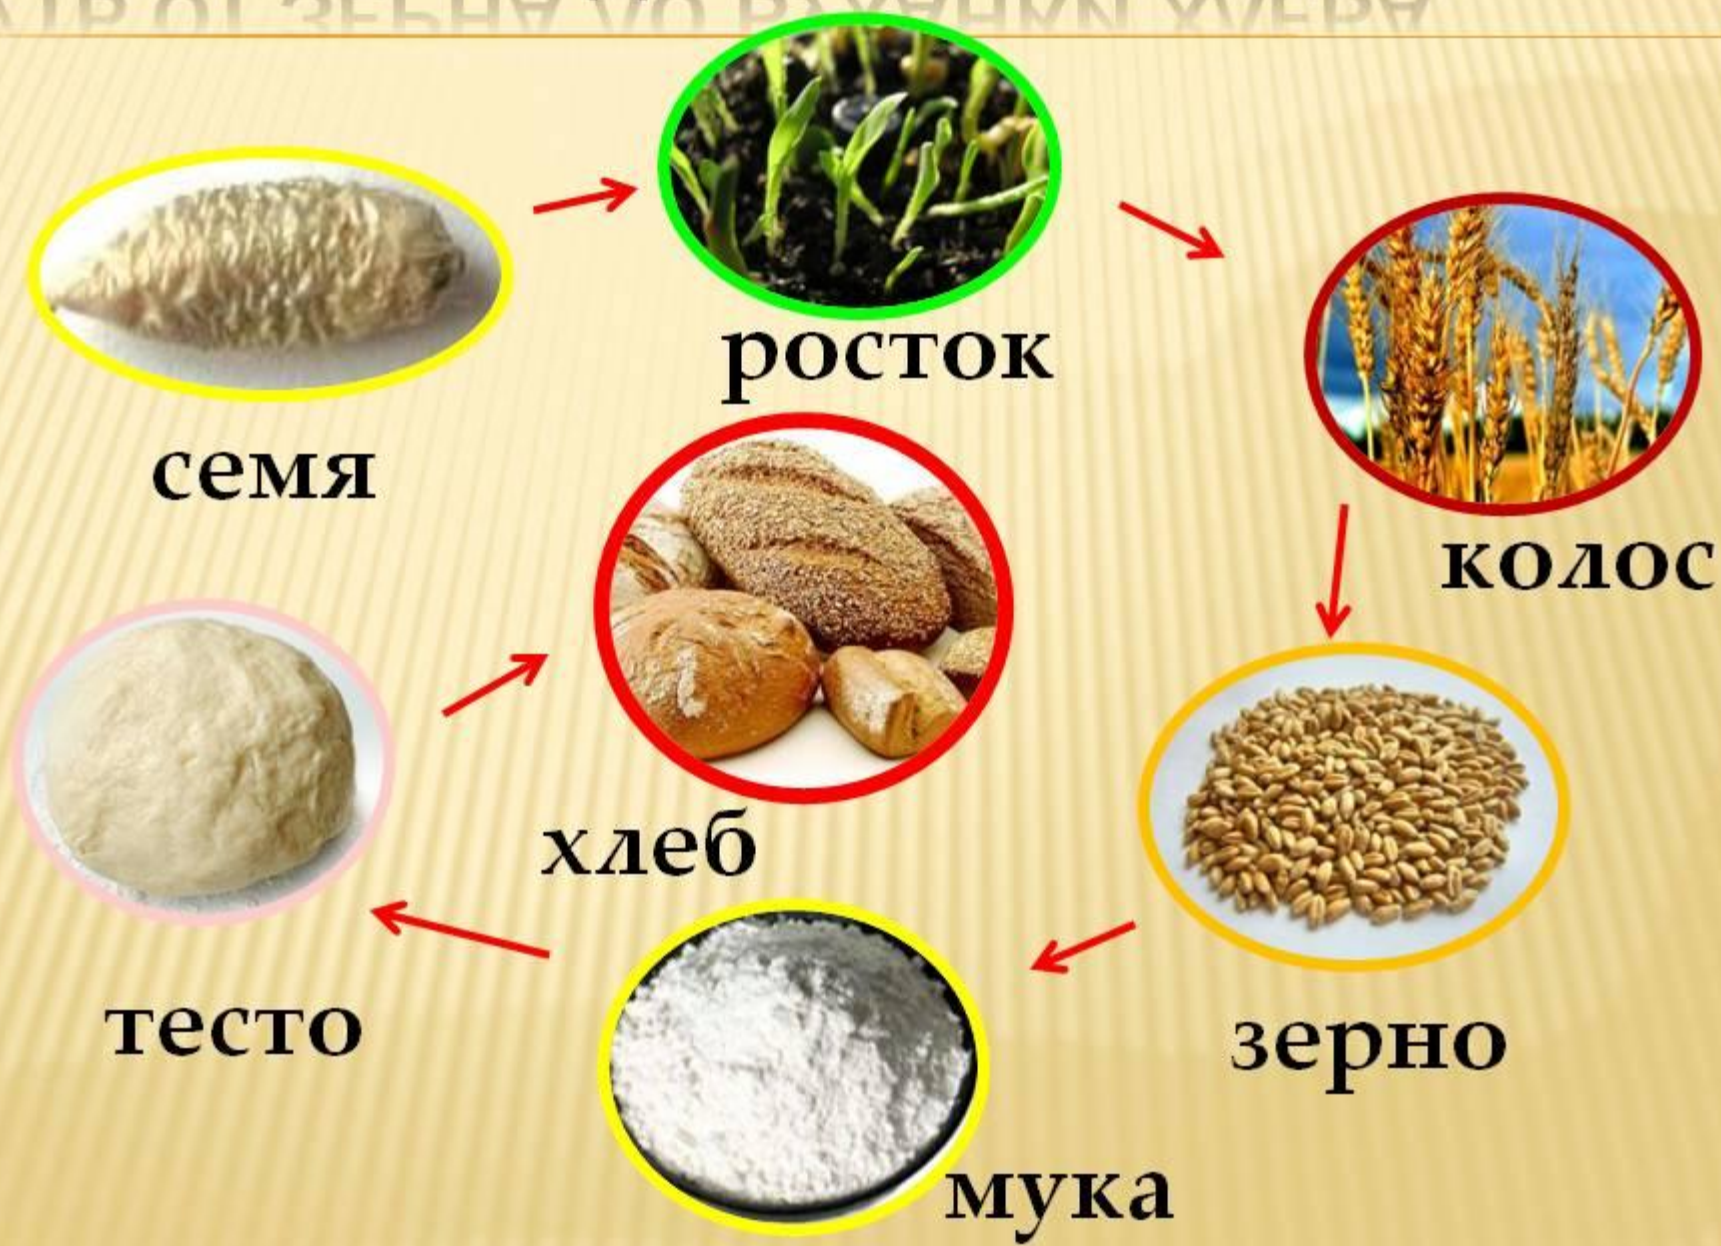 росток
семя
колос
хлеб
тесто
зерно
мука